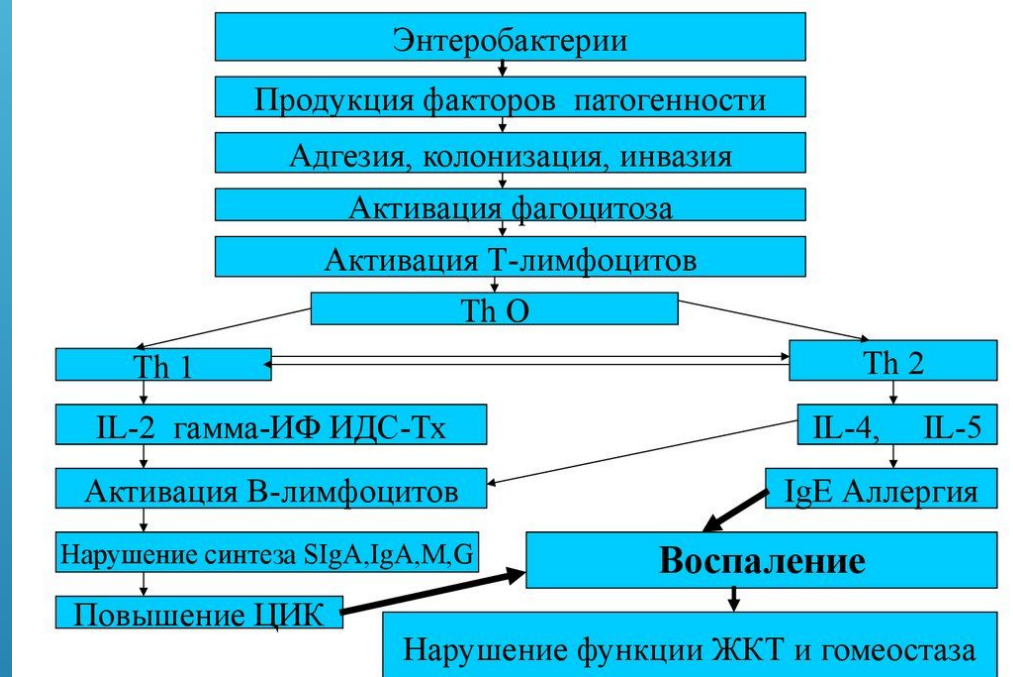 Энтеробактерии
Продукция факторов патогенности
Адгезия, колонизация, инвазия
Активация фагоцитоза
Активация Т-лимфоцитов
Th O
Th 1
Th 2
IL-2 гамма-ИФ ИДС-Тх
IL-4, IL-5
Активация В-лимфоцитов
IgE Аллергия
Нарушение синтеза SIgA,IgA,M,G
Воспаление
Повышение ЦИК
Нарушение функции ЖКТ и гомеостаза